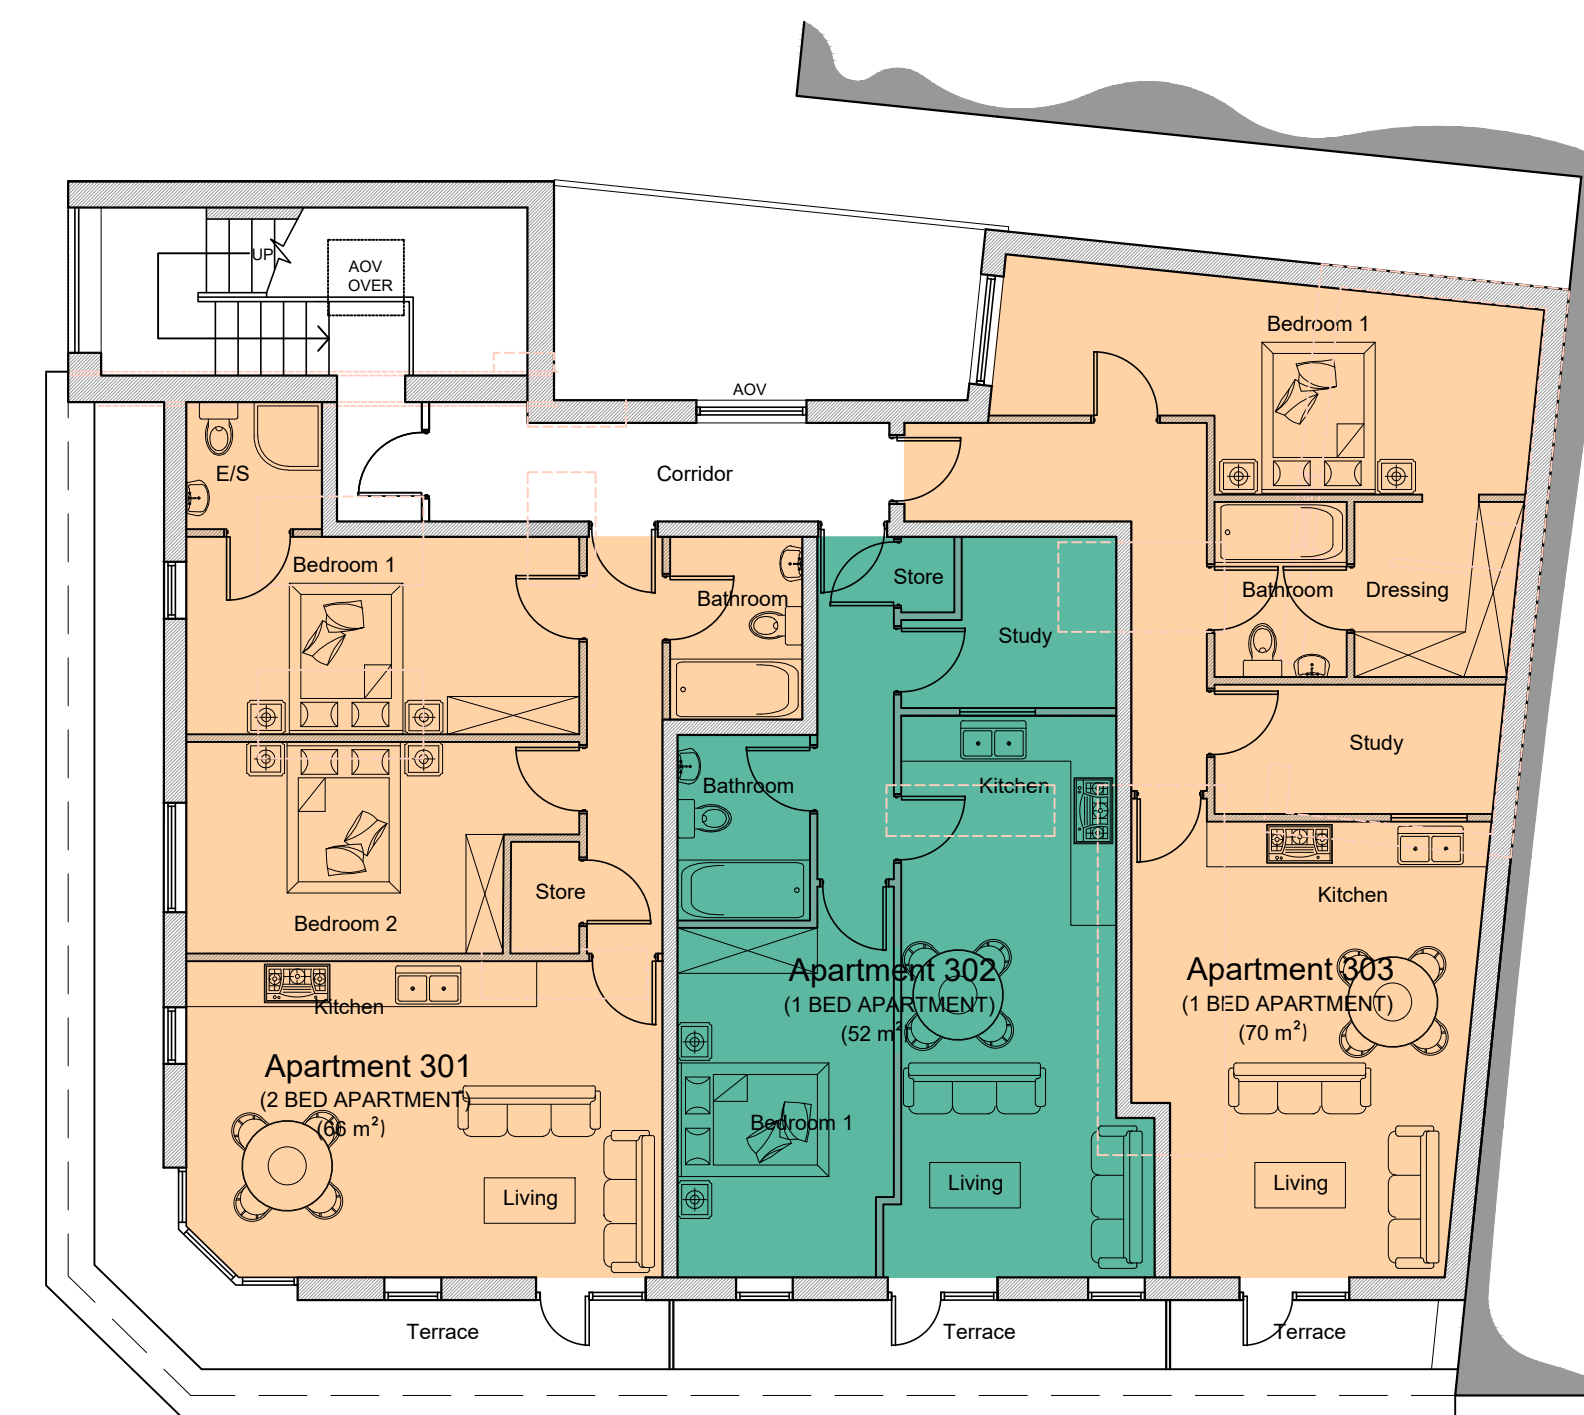 UP
AOV
OVER
Bedroom 1
AOV
E/S
Corridor
Bedroom 1
Bathroom
Store
Study
Bathroom
Dressing
Bathroom
Kitchen
Study
Store
Bedroom 2
Kitchen
Kitchen
Apartment 301
(2 BED APARTMENT)
(66 m²)
Apartment 302
(1 BED APARTMENT)
(52 m²)
Apartment 303
(1 BED APARTMENT)
(70 m²)
Bedroom 1
Living
Living
Living
Terrace
Terrace
Terrace